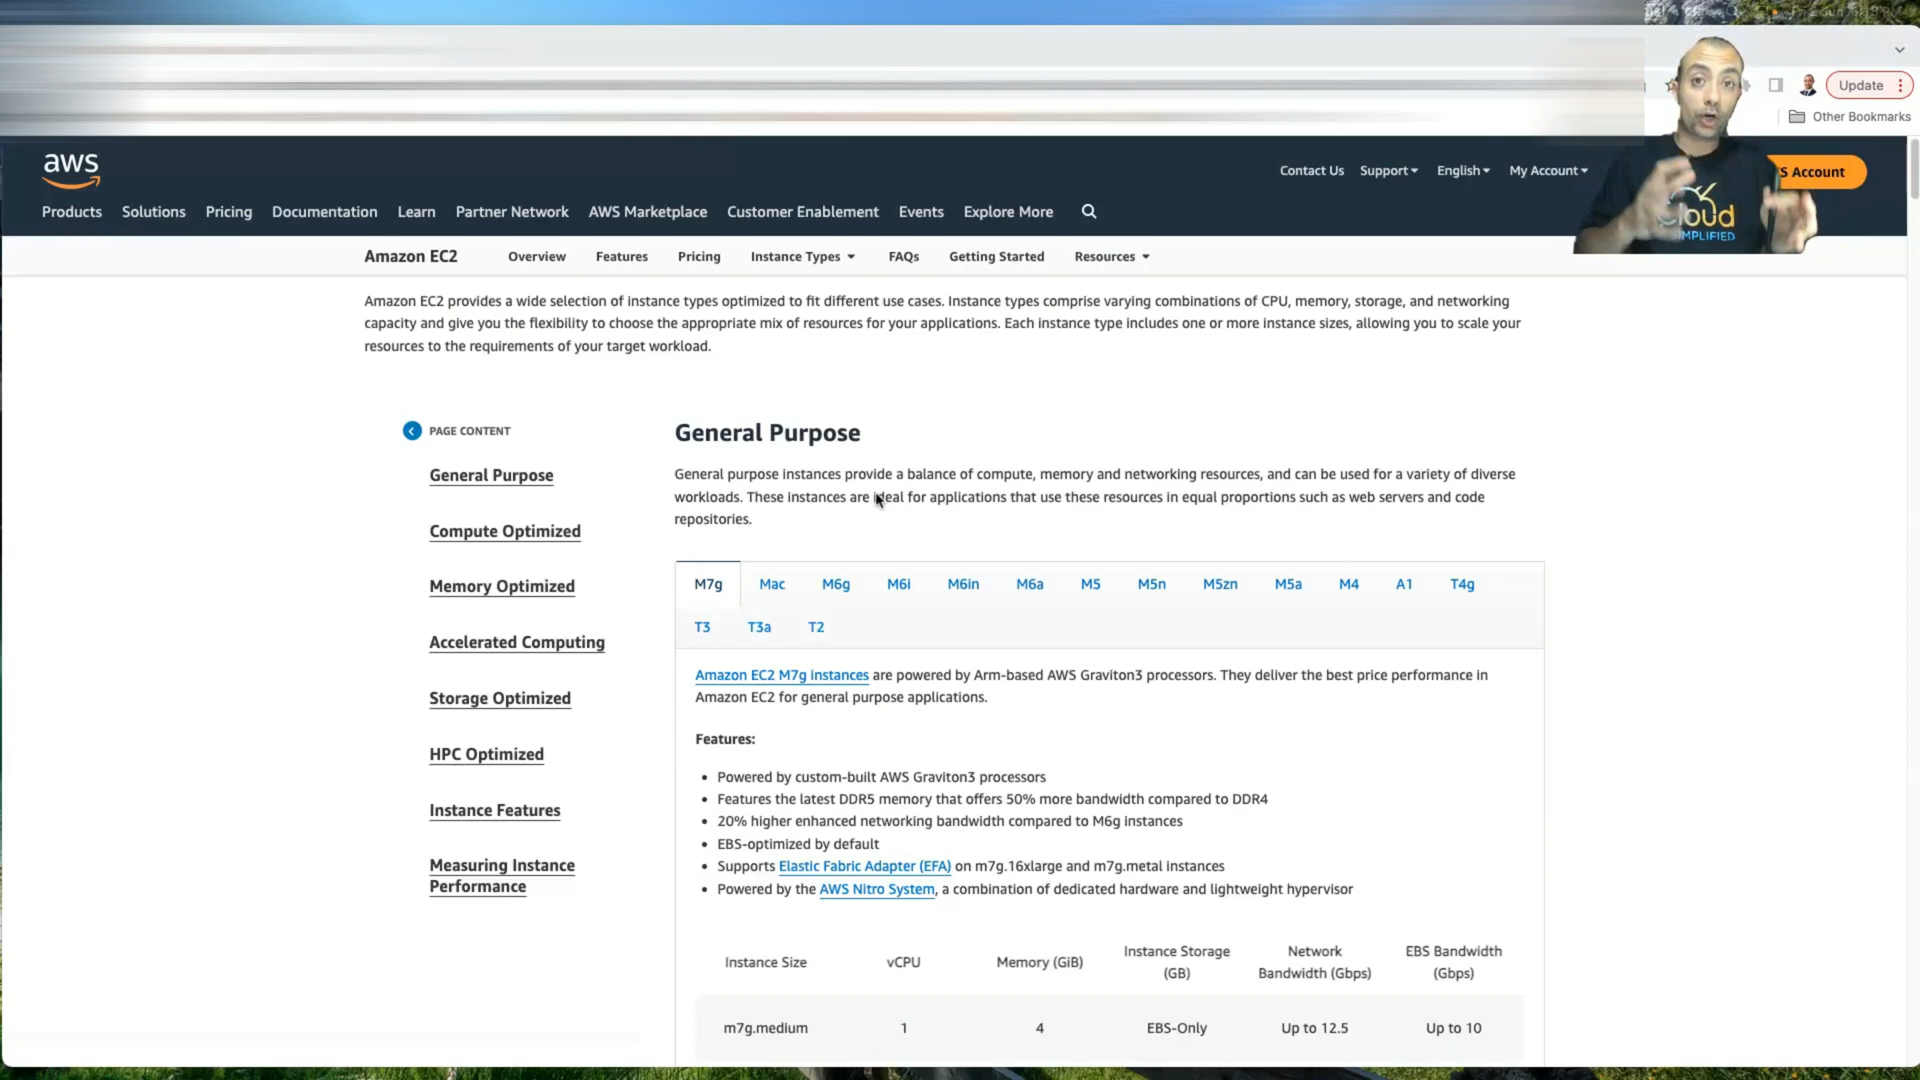 Update
Other Bookmarks
aws
Contact Us Support English My Account
S Account
Products Solutions Pricing Documentation Learn Partner Network AWS Marketplace Customer Enablement Events Explore More
Cloud
SIMPLIFIED
Amazon EC2 Overview Features Pricing Instance Types FAQs Getting Started Resources
Amazon EC2 provides a wide selection of instance types optimized to fit different use cases. Instance types comprise varying combinations of CPU, memory, storage, and networking
capacity and give you the flexibility to choose the appropriate mix of resources for your applications. Each instance type includes one or more instance sizes, allowing you to scale your
resources to the requirements of your target workload.
PAGE CONTENT
General Purpose
Compute Optimized
Memory Optimized
Accelerated Computing
Storage Optimized
HPC Optimized
Instance Features
Measuring Instance
Performance
General Purpose
General purpose instances provide a balance of compute, memory and networking resources, and can be used for a variety of diverse
workloads. These instances are ideal for applications that use these resources in equal proportions such as web servers and code
repositories.
M7g Mac M6g M6i M6in M6a M5 M5n M5zn M5a M4 A1 T4g
T3 T3a T2
Amazon EC2 M7g instances are powered by Arm-based AWS Graviton3 processors. They deliver the best price performance in
Amazon EC2 for general purpose applications.
Features:
• Powered by custom-built AWS Graviton3 processors
• Features the latest DDR5 memory that offers 50% more bandwidth compared to DDR4
• 20% higher enhanced networking bandwidth compared to M6g instances
• EBS-optimized by default
• Supports Elastic Fabric Adapter (EFA) on m7g.16xlarge and m7g.metal instances
• Powered by the AWS Nitro System, a combination of dedicated hardware and lightweight hypervisor
Instance Size vCPU Memory (GiB) Instance Storage (GB) Network Bandwidth (Gbps) EBS Bandwidth (Gbps)
m7g.medium 1 4 EBS-Only Up to 12.5 Up to 10